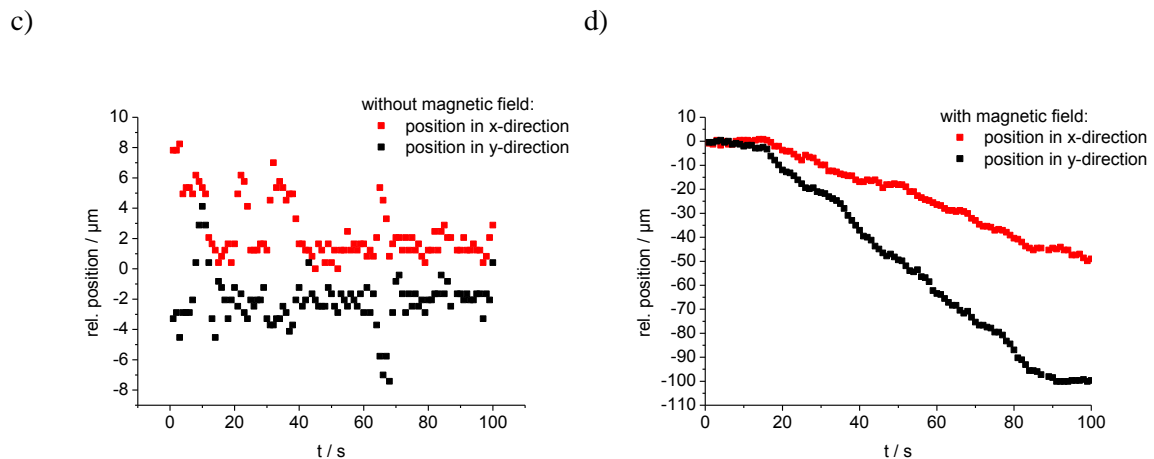 c)
without magnetic field:
position in x-direction
position in y-direction
10
8
6
4
2
0
-2
-4
-6
-8
rel. position / µm
0 20 40 60 80 100
t / s
d)
with magnetic field:
position in x-direction
position in y-direction
10
0
-10
-20
-30
-40
-50
-60
-70
-80
-90
-100
-110
rel. position / µm
0 20 40 60 80 100
t / s